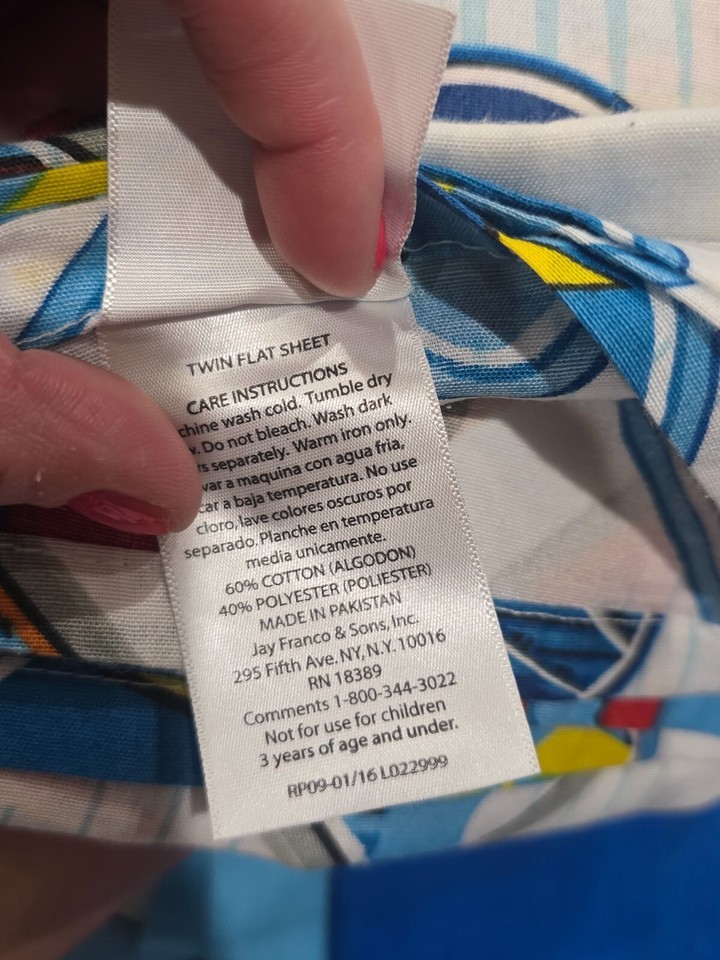 TWIN FLAT SHEET
CARE INSTRUCTIONS
chine wash cold. Tumble dry
w. Do not bleach. Wash dark
rs separately. Warm iron only.
var a maquina con agua fria,
car a baja temperatura. No use
cloro, lave colores oscuros por
separado. Planche en temperatura
media unicamente.
60% COTTON (ALGODON)
40% POLYESTER (POLIESTER)
MADE IN PAKISTAN
Jay Franco & Sons, Inc.
295 Fifth Ave. NY, N.Y. 10016
RN 18389
Comments 1-800-344-3022
Not for use for children
3 years of age and under.
RP09-01/16 L022999